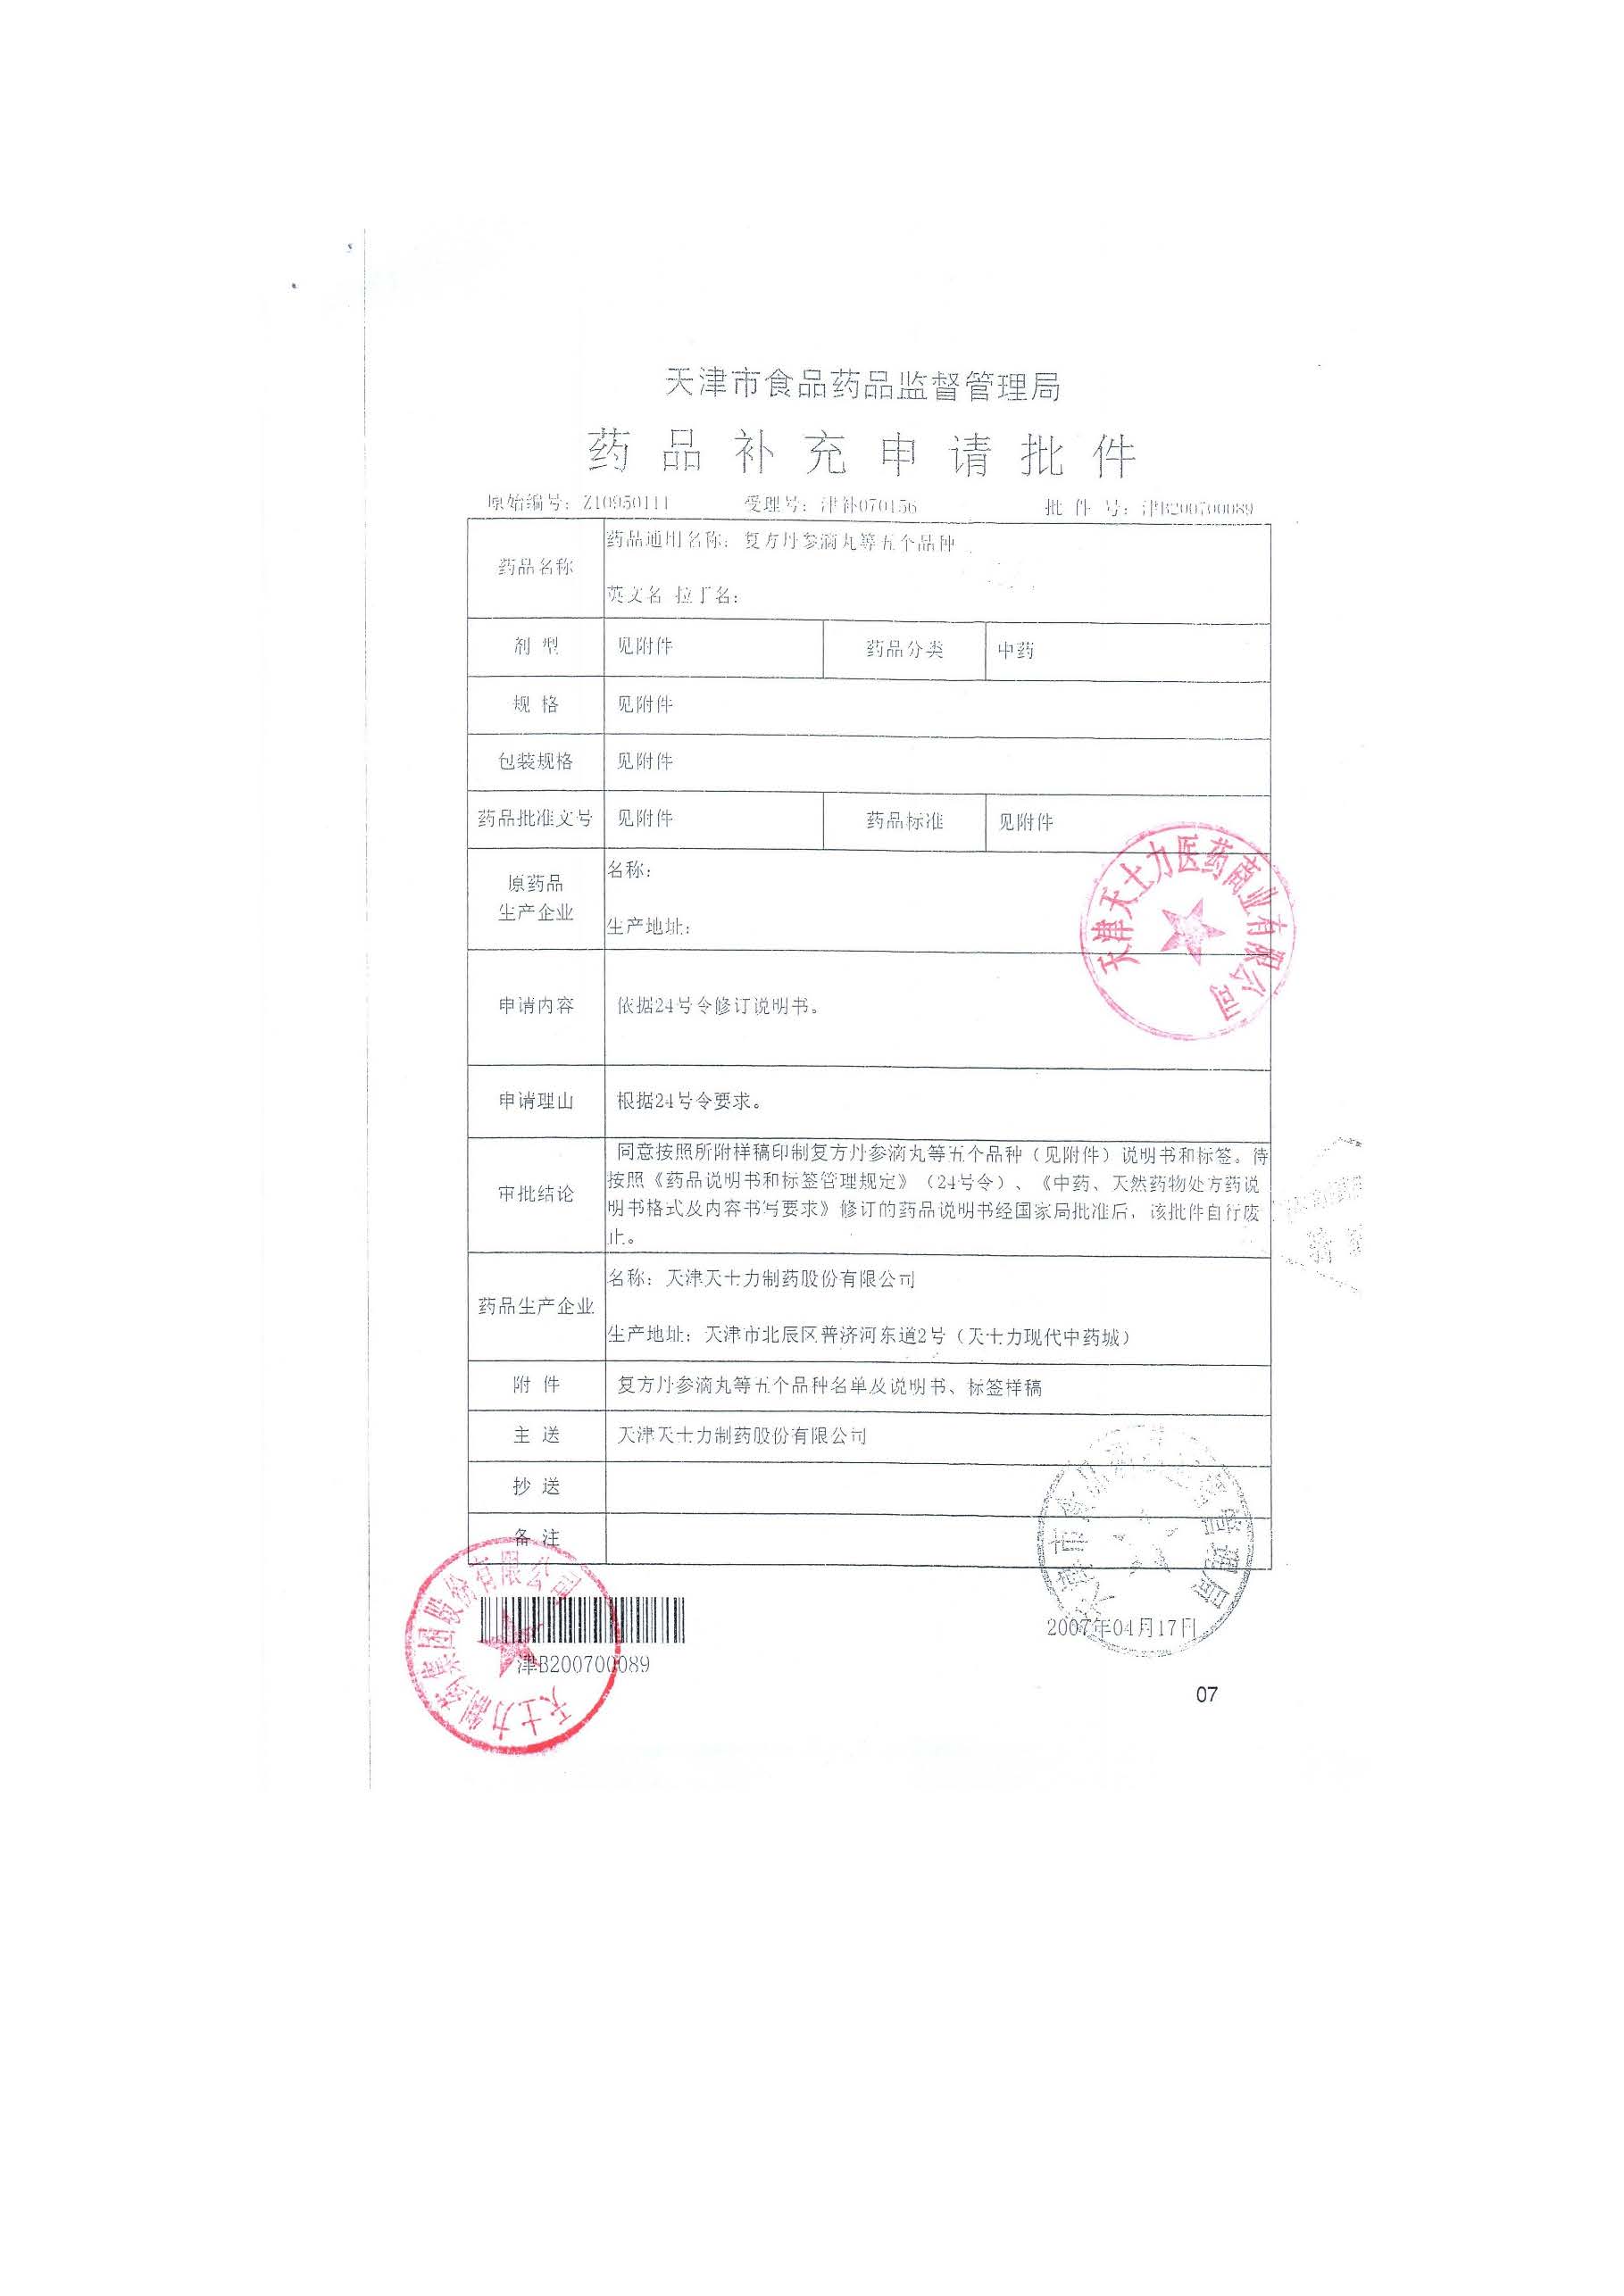 天津市食品药品监督管理局
药品补充申请批件
原始编号：Z10950111 受理号：津补070156 批 件 号：津B200700089
药品名称 药品通用名称：复方丹参滴丸等五个品种
英文名 拉丁名：
剂 型 见附件 药品分类 中药
规 格 见附件
包装规格 见附件
药品批准文号 见附件 药品标准 见附件
原药品
生产企业
名称：
生产地址：
天津天士力医药商业有限公司
申请内容 依据24号令修订说明书。
申请理由 根据24号令要求。
审批结论
同意按照所附样稿印制复方丹参滴丸等五个品种（见附件）说明书和标签。待
按照《药品说明书和标签管理规定》（24号令）、《中药、天然药物处方药说
明书格式及内容书写要求》修订的药品说明书经国家局批准后，该批件自行废
止。
药品生产企业
名称：天津天士力制药股份有限公司
生产地址：天津市北辰区普济河东道2号（天士力现代中药城）
附 件 复方丹参滴丸等五个品种名单及说明书、标签样稿
主 送 天津天士力制药股份有限公司
抄 送
备 注
天津市食品药品监督管理局
2007年04月17日
天士力制药集团股份有限公司
津B200700089
07